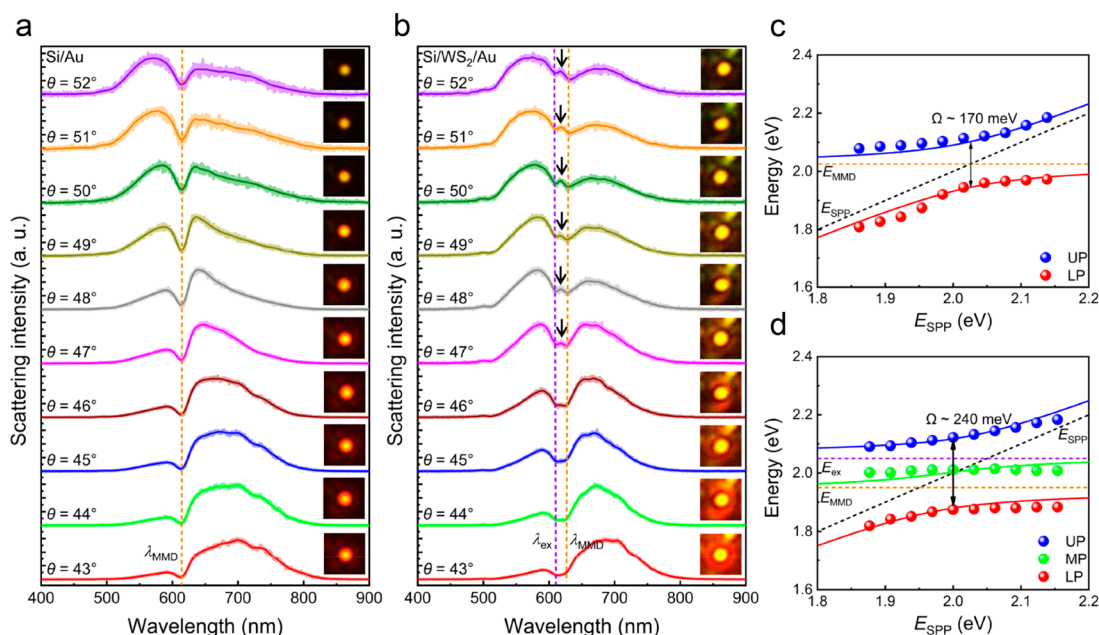 a
Si/Au
θ = 52°
θ = 51°
θ = 50°
θ = 49°
θ = 48°
θ = 47°
θ = 46°
θ = 45°
θ = 44°
θ = 43°
λMMD
Scattering intensity (a. u.)
400 500 600 700 800 900
Wavelength (nm)
b
Si/WS₂/Au
θ = 52°
θ = 51°
θ = 50°
θ = 49°
θ = 48°
θ = 47°
θ = 46°
θ = 45°
θ = 44°
θ = 43°
λex
λMMD
Scattering intensity (a. u.)
400 500 600 700 800 900
Wavelength (nm)
c
2.4
2.2
2.0
1.8
1.6
Energy (eV)
Ω ~ 170 meV
EMMD
ESPP
UP
LP
1.8 1.9 2.0 2.1 2.2
ESPP (eV)
d
2.4
2.2
2.0
1.8
1.6
Energy (eV)
Ω ~ 240 meV
ESPP
Eex
EMMD
UP
MP
LP
1.8 1.9 2.0 2.1 2.2
ESPP (eV)